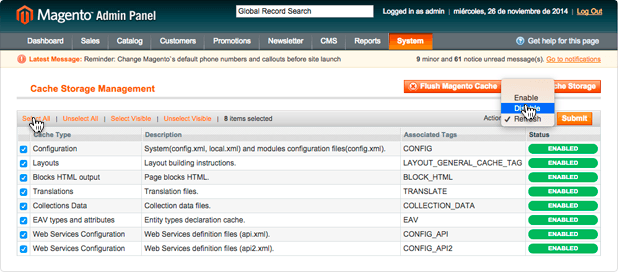 Magento® Admin Panel
Global Record Search
Logged in as admin | miércoles, 26 de noviembre de 2014 | Log Out
Dashboard Sales Catalog Customers Promotions Newsletter CMS Reports System Get help for this page
Latest Message: Reminder: Change Magento`s default phone numbers and callouts before site launch 9 minor and 61 notice unread message(s). Go to notifications
Cache Storage Management
Flush Magento Cache
Cache Storage
Enable
Refresh
Select All | Unselect All | Select Visible | Unselect Visible | 8 items selected
Submit
Cache Type Description Associated Tags Status
Configuration System(config.xml, local.xml) and modules configuration files(config.xml). CONFIG ENABLED
Layouts Layout building instructions. LAYOUT_GENERAL_CACHE_TAG ENABLED
Blocks HTML output Page blocks HTML. BLOCK_HTML ENABLED
Translations Translation files. TRANSLATE ENABLED
Collections Data Collection data files. COLLECTION_DATA ENABLED
EAV types and attributes Entity types declaration cache. EAV ENABLED
Web Services Configuration Web Services definition files (api.xml). CONFIG_API ENABLED
Web Services Configuration Web Services definition files (api2.xml). CONFIG_API2 ENABLED